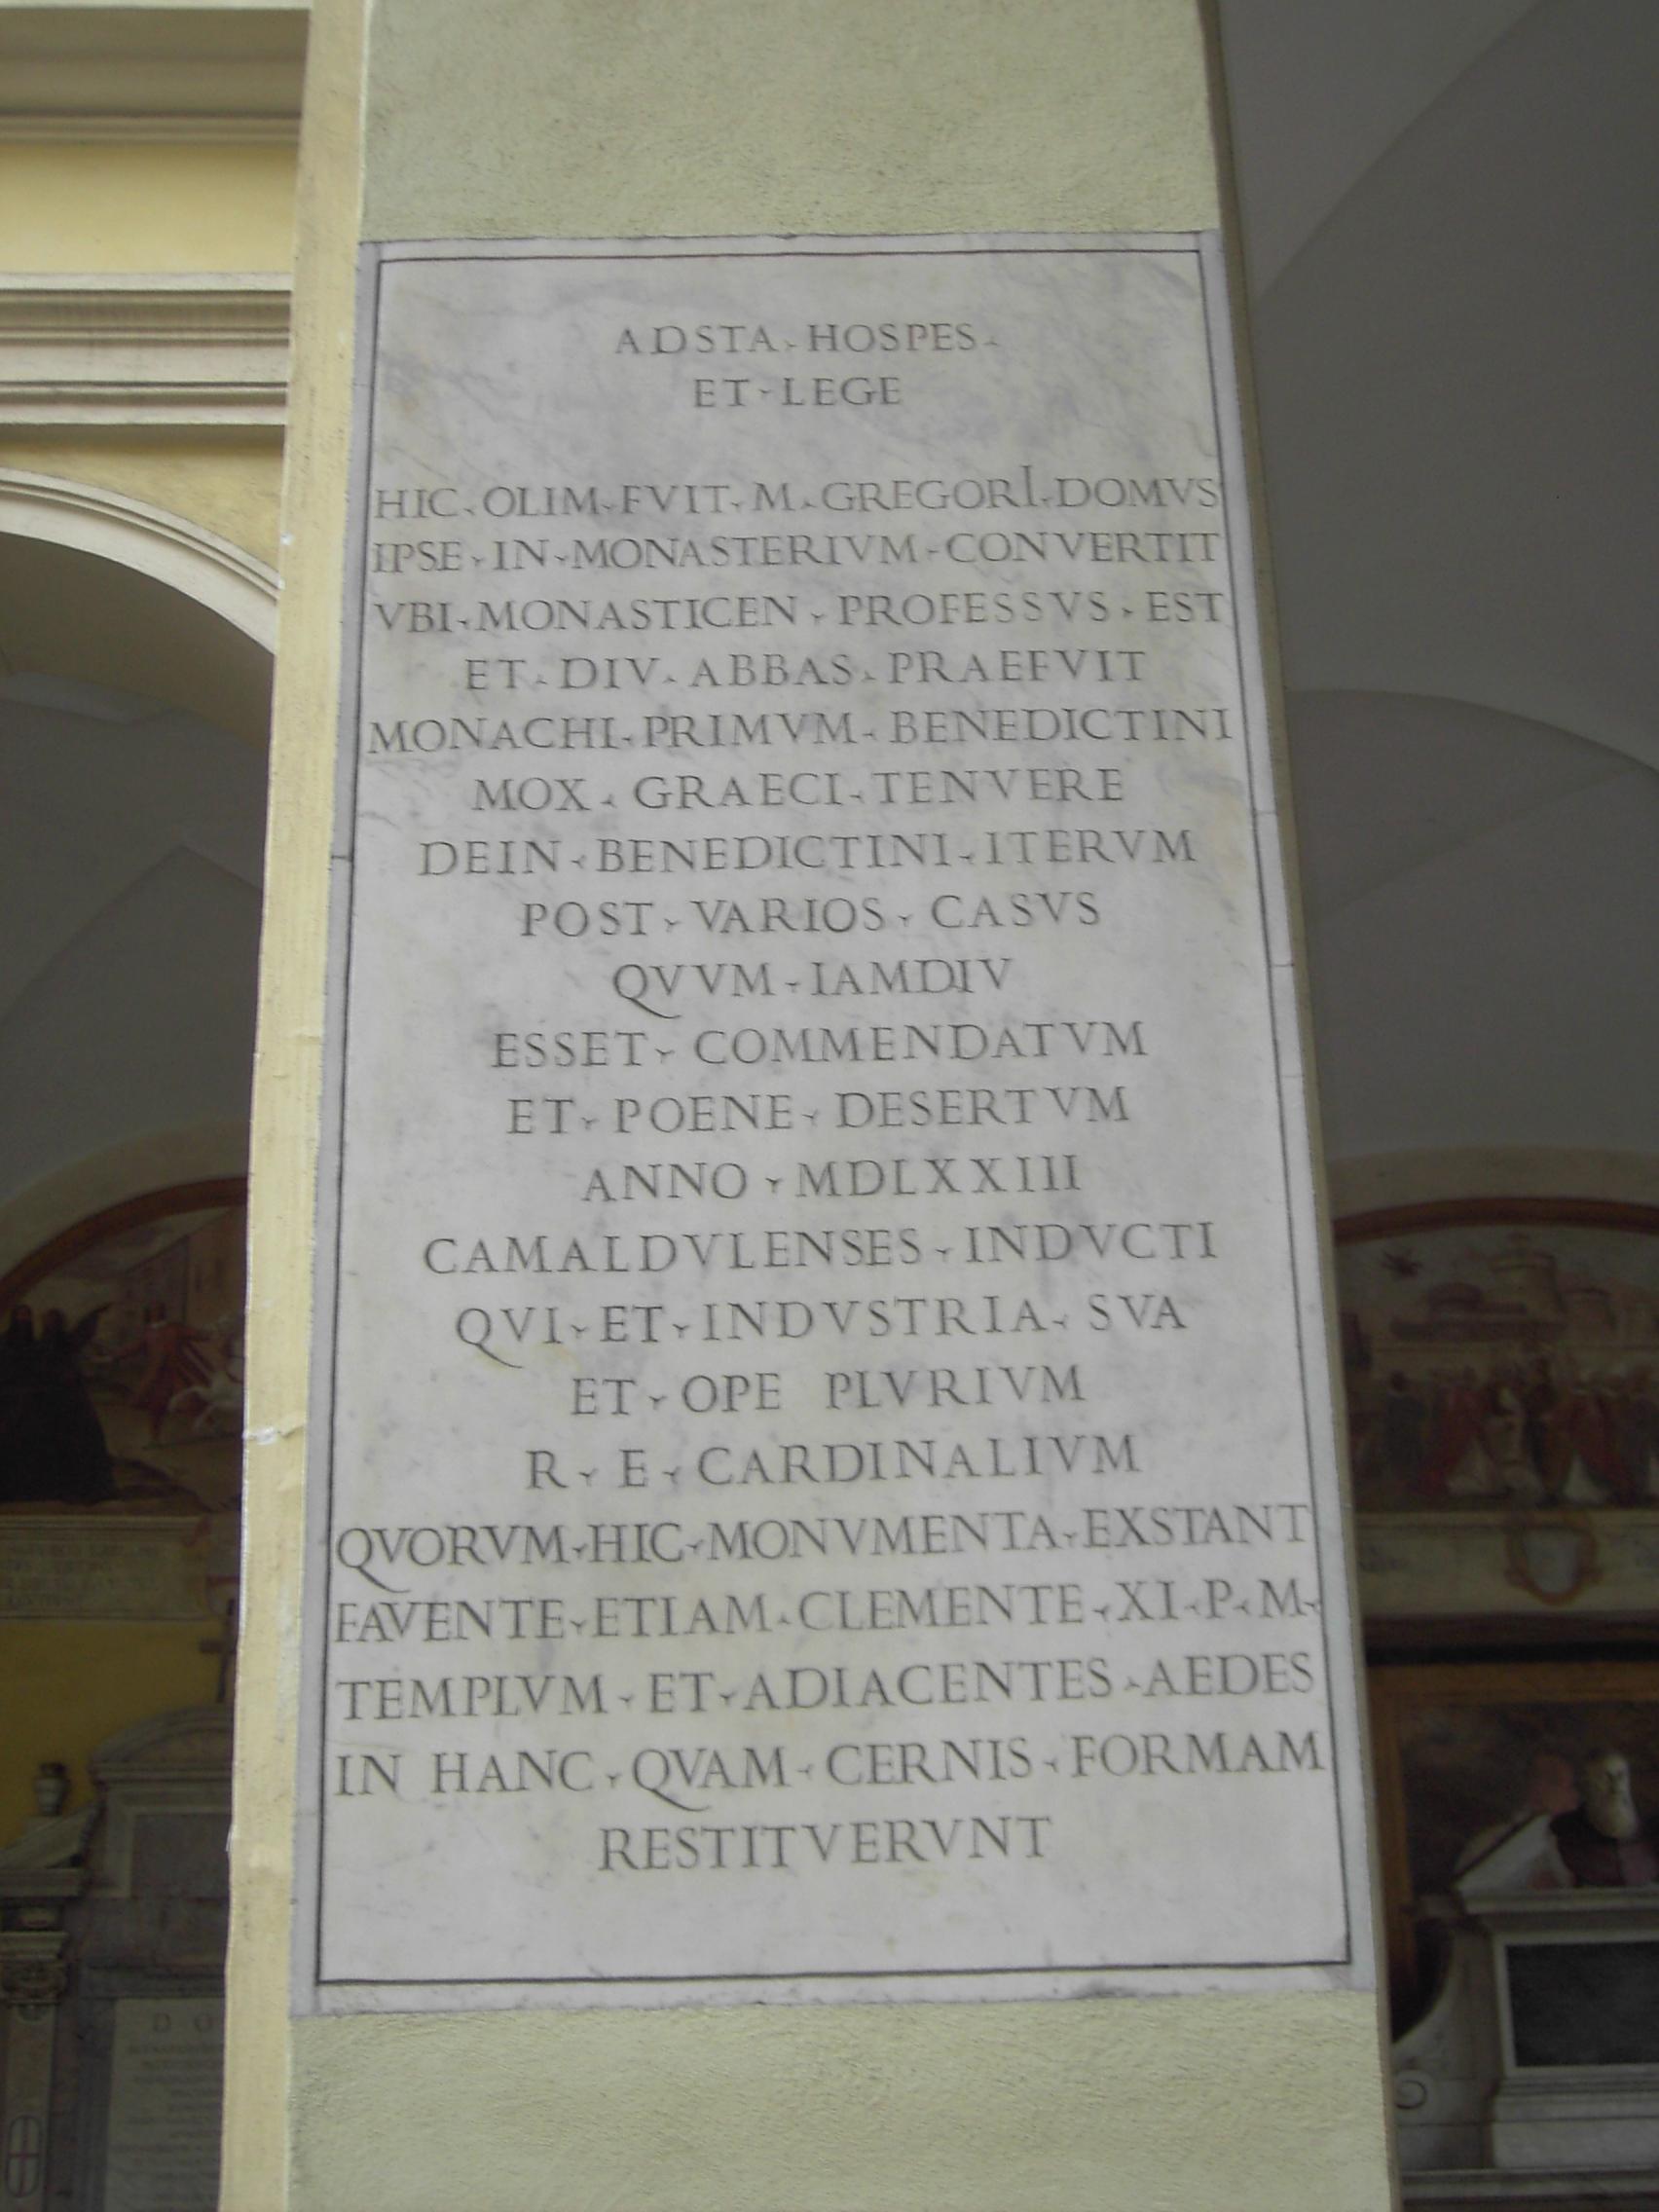 ADSTA · HOSPES ·
ET · LEGE
HIC · OLIM · FVIT · M · GREGORI · DOMVS
IPSE · IN · MONASTERIVM · CONVERTIT
VBI · MONASTICEN · PROFESSVS · EST
ET · DIV · ABBAS · PRAEFVIT
MONACHI · PRIMVM · BENEDICTINI
MOX · GRAECI · TENVERE
DEIN · BENEDICTINI · ITERVM
POST · VARIOS · CASVS
QVVM · IAMDIV
ESSET · COMMENDATVM
ET · POENE · DESERTVM
ANNO · MDLXXIII
CAMALDVLENSES · INDVCTI
QVI · ET · INDVSTRIA · SVA
ET · OPE PLVRIVM
R · E · CARDINALIVM
QVORVM · HIC · MONVMENTA · EXSTANT
FAVENTE · ETIAM · CLEMENTE · XI · P · M ·
TEMPLVM · ET · ADIACENTES · AEDES
IN HANC · QVAM · CERNIS · FORMAM
RESTITVERVNT
D O